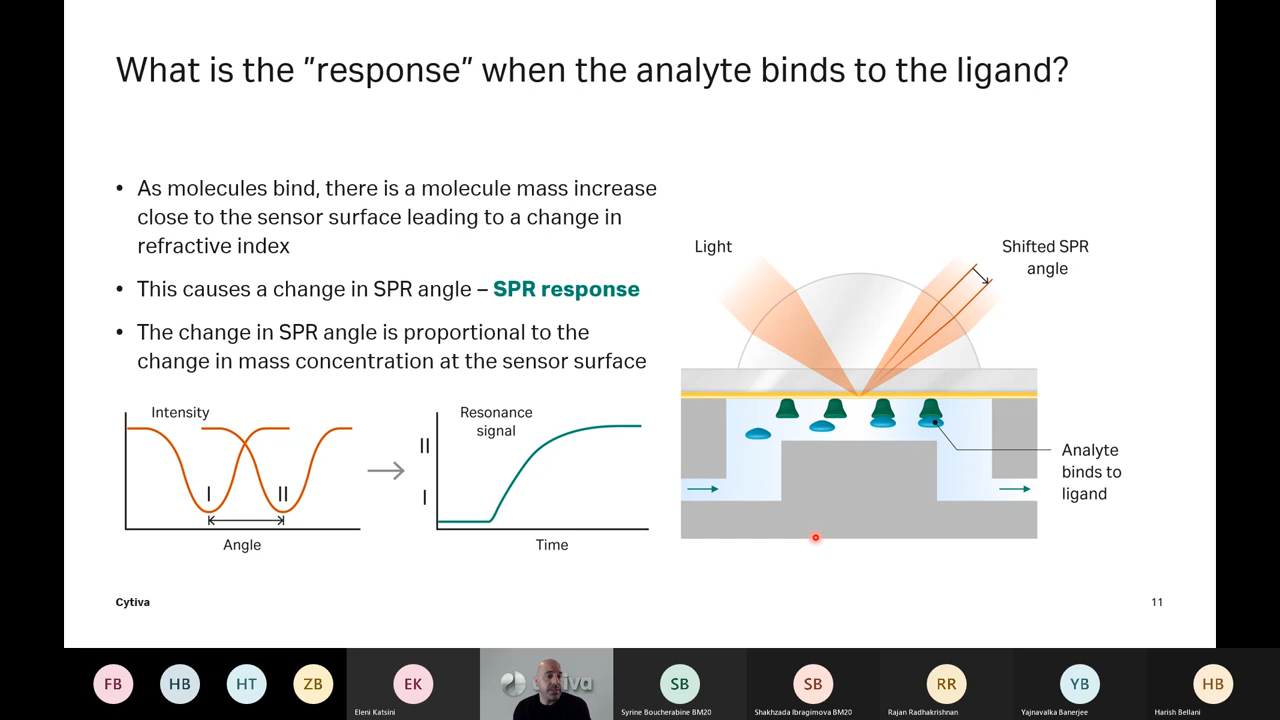 What is the ”response” when the analyte binds to the ligand?
• As molecules bind, there is a molecule mass increase
close to the sensor surface leading to a change in
refractive index
• This causes a change in SPR angle – SPR response
• The change in SPR angle is proportional to the
change in mass concentration at the sensor surface
Intensity
I
II
Angle
Resonance
signal
II
I
Time
Light
Shifted SPR
angle
Analyte
binds to
ligand
Cytiva
11
FB
HB
HT
ZB
EK
Eleni Katsini
SB
Syrine Boucherabine BM20
SB
Shakhzada Ibragimova BM20
RR
Rajan Radhakrishnan
YB
Yajnavalka Banerjee
HB
Harish Bellani